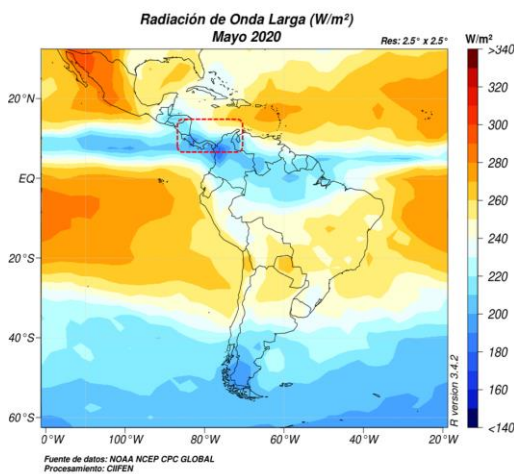 Radiación de Onda Larga (W/m²)
Mayo 2020
Res: 2.5° x 2.5°
W/m²
>340
320
300
280
260
240
220
200
180
160
<140
20°N
EQ
20°S
40°S
60°S
0°W
80°W
60°W
40°W
20°W
R version 3.4.2
Fuente de datos: NOAA NCEP CPC GLOBAL
Procesamiento: CIIFEN